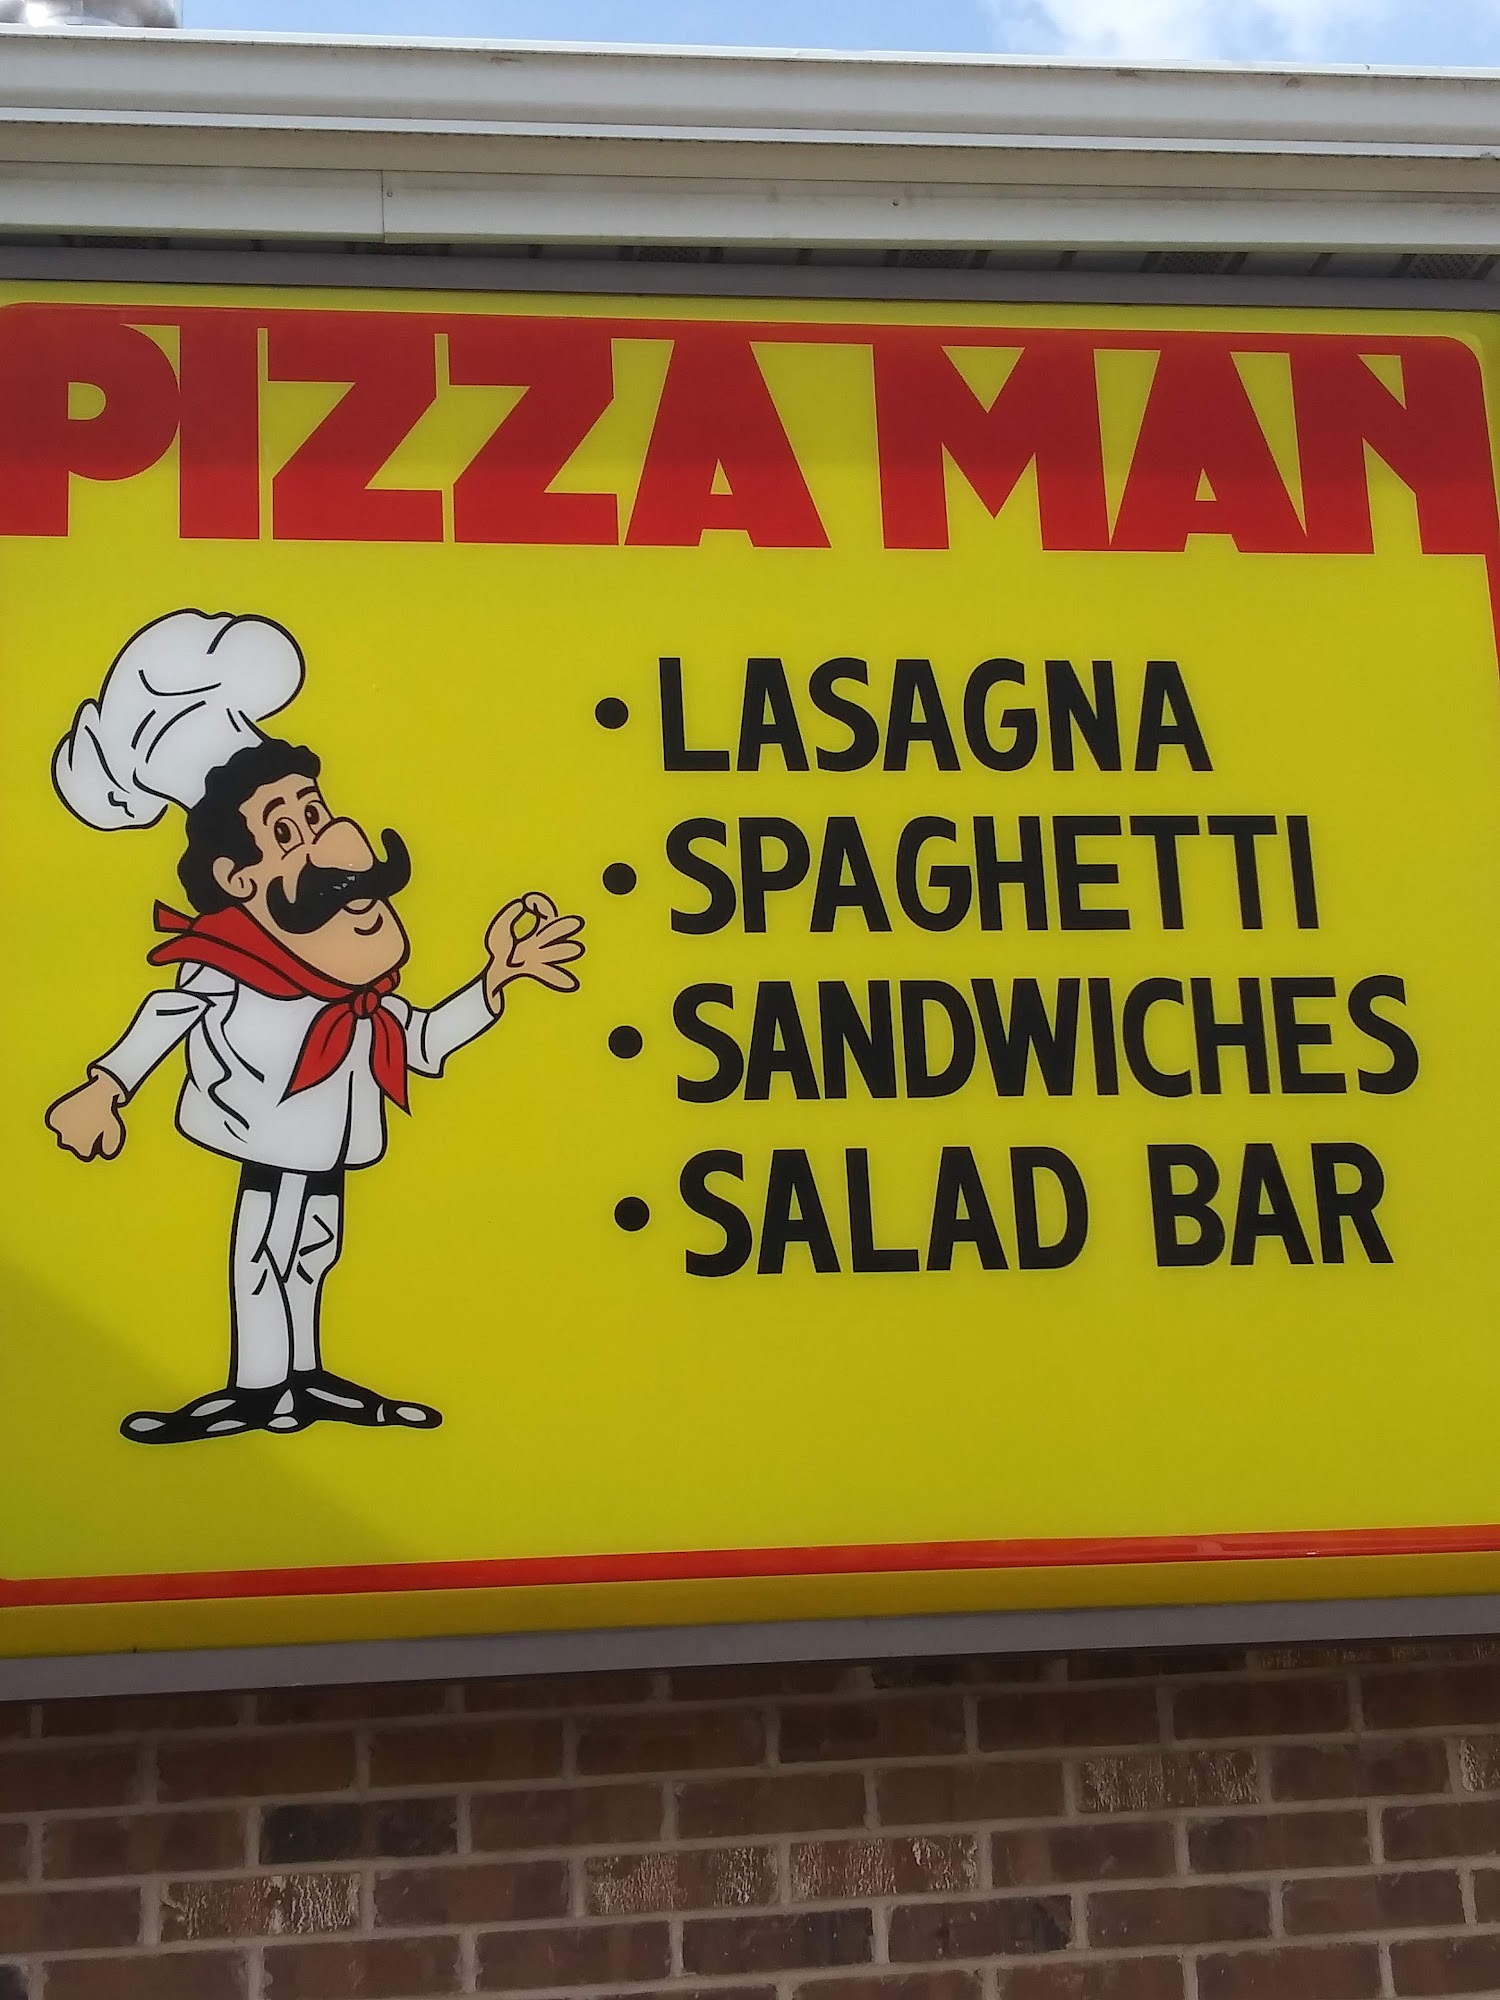 PIZZA MAN
• LASAGNA
• SPAGHETTI
• SANDWICHES
• SALAD BAR